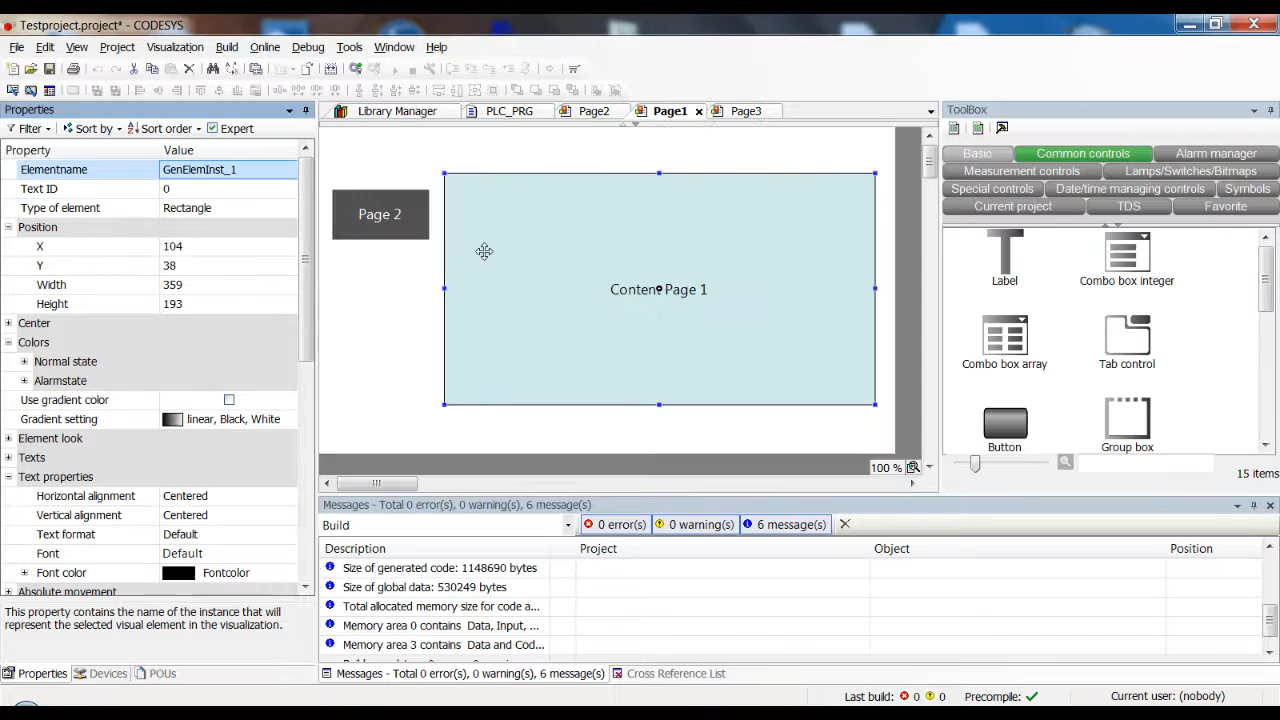 Testproject.project* - CODESYS
File Edit View Project Visualization Build Online Debug Tools Window Help
Properties
Filter Sort by Sort order Expert
Property Value
Elementname GenElemInst_1
Text ID 0
Type of element Rectangle
Position
X 104
Y 38
Width 359
Height 193
Center
Colors
Normal state
Alarmstate
Use gradient color
Gradient setting linear, Black, White
Element look
Texts
Text properties
Horizontal alignment Centered
Vertical alignment Centered
Text format Default
Font Default
Font color Fontcolor
Absolute movement
This property contains the name of the instance that will
represent the selected visual element in the visualization.
Properties Devices POUs
Library Manager PLC_PRG Page2 Page1 Page3
Page 2
Content Page 1
100 %
ToolBox
Basic Common controls Alarm manager
Measurement controls Lamps/Switches/Bitmaps
Special controls Date/time managing controls Symbols
Current project TDS Favorite
Label Combo box integer
Combo box array Tab control
Button Group box
15 items
Messages - Total 0 error(s), 0 warning(s), 6 message(s)
Build 0 error(s) 0 warning(s) 6 message(s)
Description Project Object Position
Size of generated code: 1148690 bytes
Size of global data: 530249 bytes
Total allocated memory size for code a...
Memory area 0 contains Data, Input, ...
Memory area 3 contains Data and Cod...
Messages - Total 0 error(s), 0 warning(s), 6 message(s) Cross Reference List
Last build: 0 0 Precompile: Current user: (nobody)